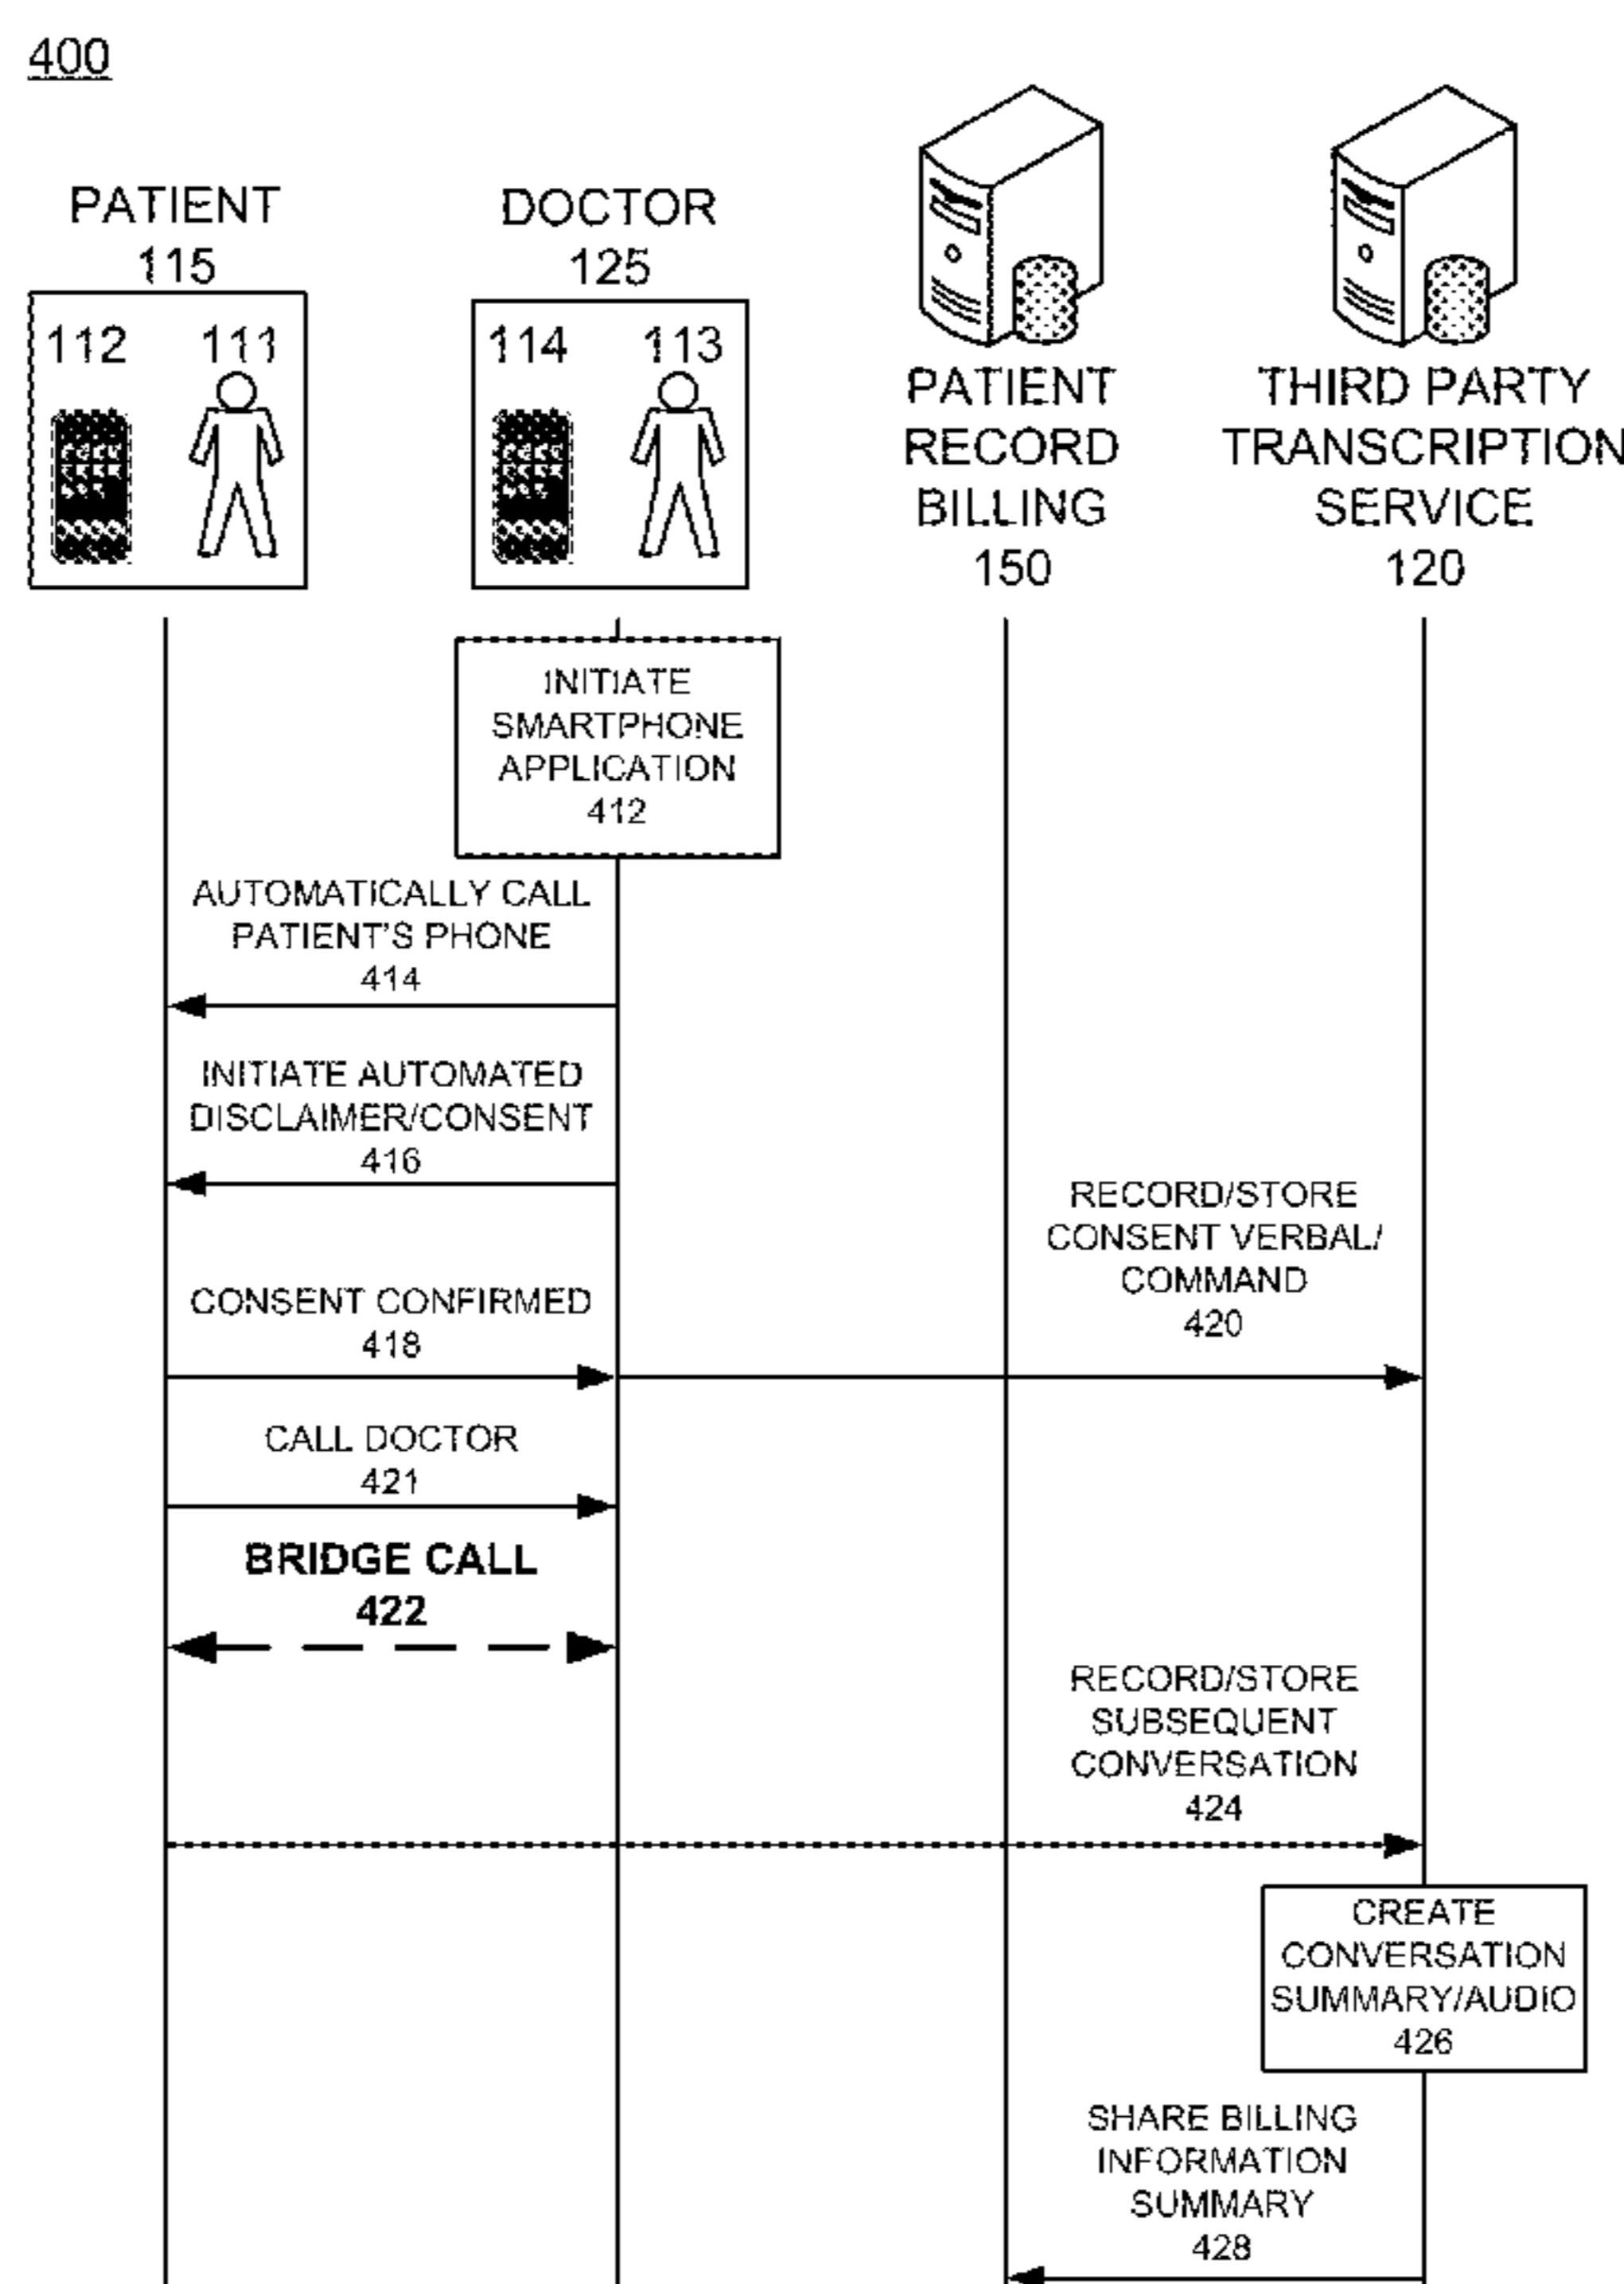 400
PATIENT
115
112
111
DOCTOR
125
114
113
PATIENT
RECORD
BILLING
150
THIRD PARTY
TRANSCRIPTION
SERVICE
120
INITIATE
SMARTPHONE
APPLICATION
412
AUTOMATICALLY CALL
PATIENT'S PHONE
414
INITIATE AUTOMATED
DISCLAIMER/CONSENT
416
CONSENT CONFIRMED
418
RECORD/STORE
CONSENT VERBAL/
COMMAND
420
CALL DOCTOR
421
BRIDGE CALL
422
RECORD/STORE
SUBSEQUENT
CONVERSATION
424
CREATE
CONVERSATION
SUMMARY/AUDIO
426
SHARE BILLING
INFORMATION
SUMMARY
428